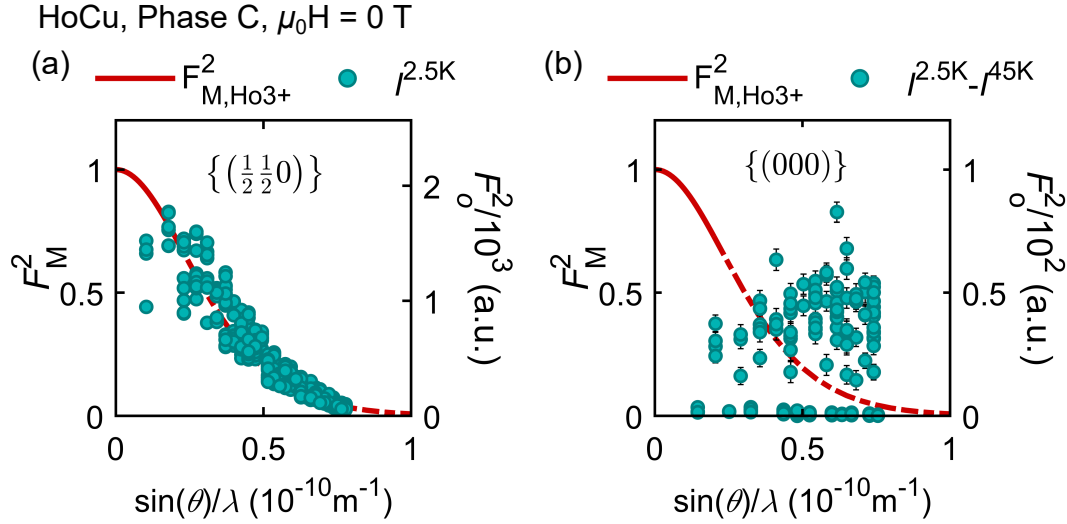 HoCu, Phase C, μ₀H = 0 T
(a) F²M,Ho3+ I²·⁵ᴷ
(b) F²M,Ho3+ I²·⁵ᴷ-I⁴⁵ᴷ
{(½ ½ 0)}
{(000)}
1
0.5
0
F²M
2
1
0
F²o/10³ (a.u.)
1
0.5
0
F²M
1
0.5
0
F²o/10² (a.u.)
0 0.5 1
0 0.5 1
sin(θ)/λ (10⁻¹⁰m⁻¹)
sin(θ)/λ (10⁻¹⁰m⁻¹)